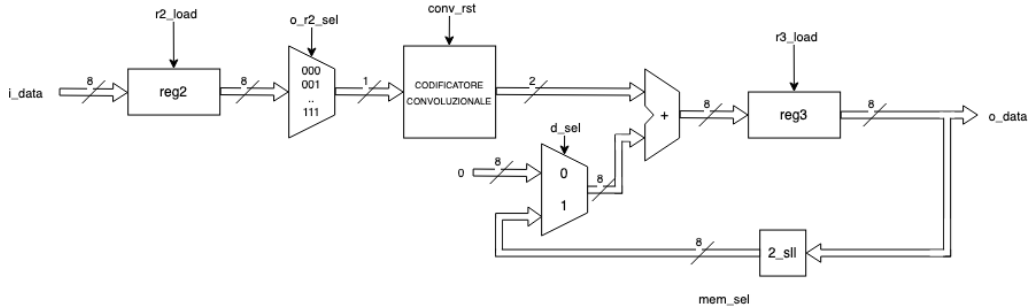 r2_load
o_r2_sel
conv_rst
r3_load
i_data
8
reg2
8
000
001
..
111
1
CODIFICATORE
CONVOLUZIONALE
2
+
8
reg3
8
o_data
d_sel
0
8
0
1
8
8
2_sll
mem_sel